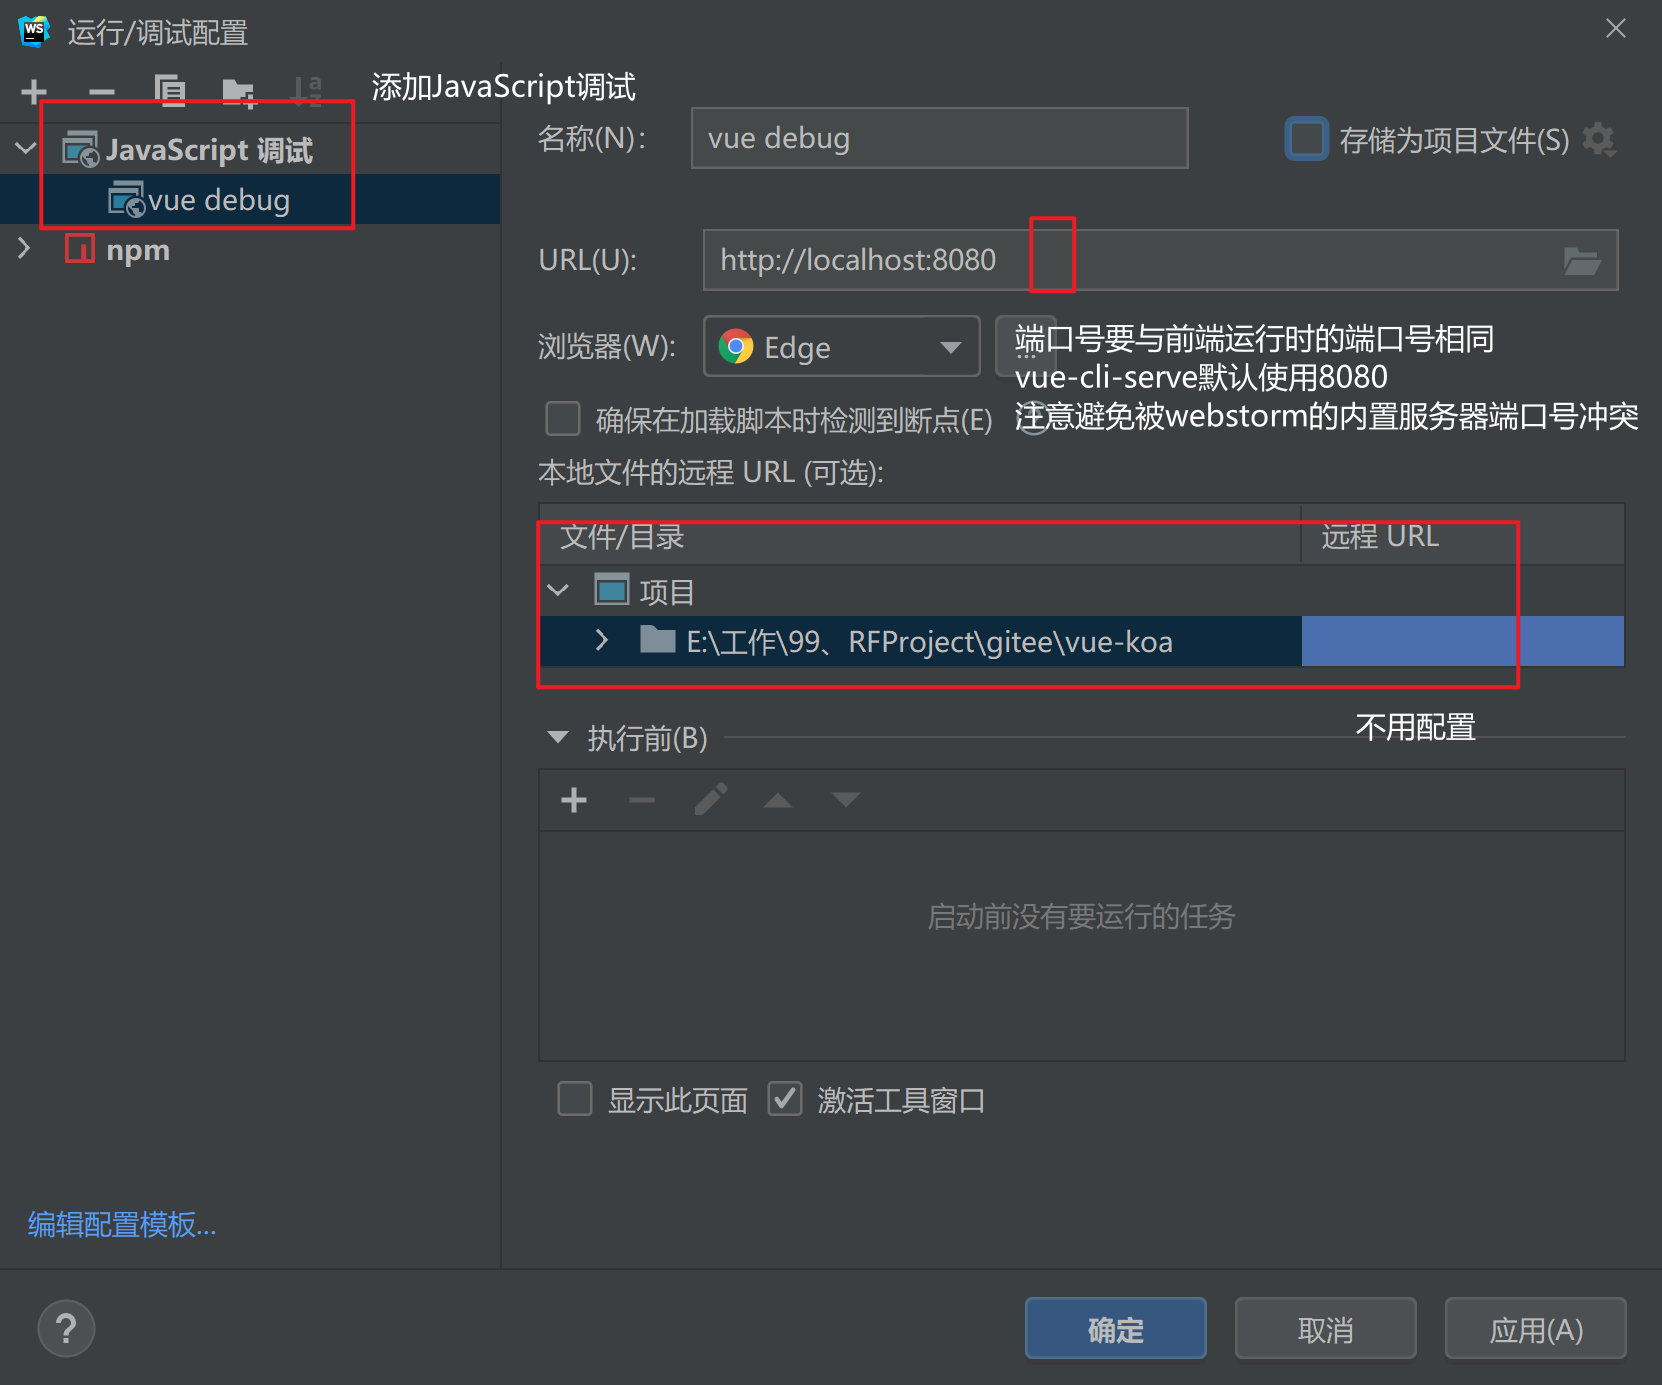 WS 运行/调试配置
添加JavaScript调试
JavaScript 调试
vue debug
npm
名称(N):
vue debug
存储为项目文件(S)
URL(U):
http://localhost:8080
浏览器(W):
Edge
端口号要与前端运行时的端口号相同
vue-cli-serve默认使用8080
注意避免被webstorm的内置服务器端口号冲突
确保在加载脚本时检测到断点(E)
本地文件的远程 URL (可选):
文件/目录
远程 URL
项目
E:\工作\99、RFProject\gitee\vue-koa
不用配置
执行前(B)
启动前没有要运行的任务
显示此页面
激活工具窗口
编辑配置模板...
?
确定
取消
应用(A)